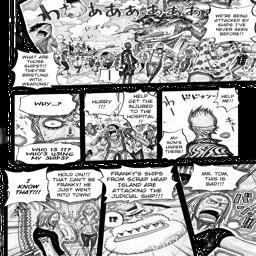 WE'RE BEING
ATTACKED BY
SHIPS I'VE
NEVER SEEN
BEFORE!!
WHAT ARE
THOSE
SHIPS!!?
THEY'RE
BRISTLING
WITH
WEAPONS!
あああああああ
HELP
ME!!
MY
SON'S
UNDER
THERE!
HELP
GET THE
INJURED
TO THE
HOSPITAL
!!
HURRY
!!!
WHY...?
WHO IS IT?
WHO'S USING
MY SHIPS?
MR. TOM,
THIS IS
BAD!!!
FRANKY'S SHIPS
FROM SCRAP HEAP
ISLAND ARE
ATTACKING THE
JUDICIAL SHIP!!!
!?
HOLD ON!!!
THAT CAN'T BE
FRANKY! HE
JUST WENT
INTO TOWN!
I
KNOW
THAT!!!